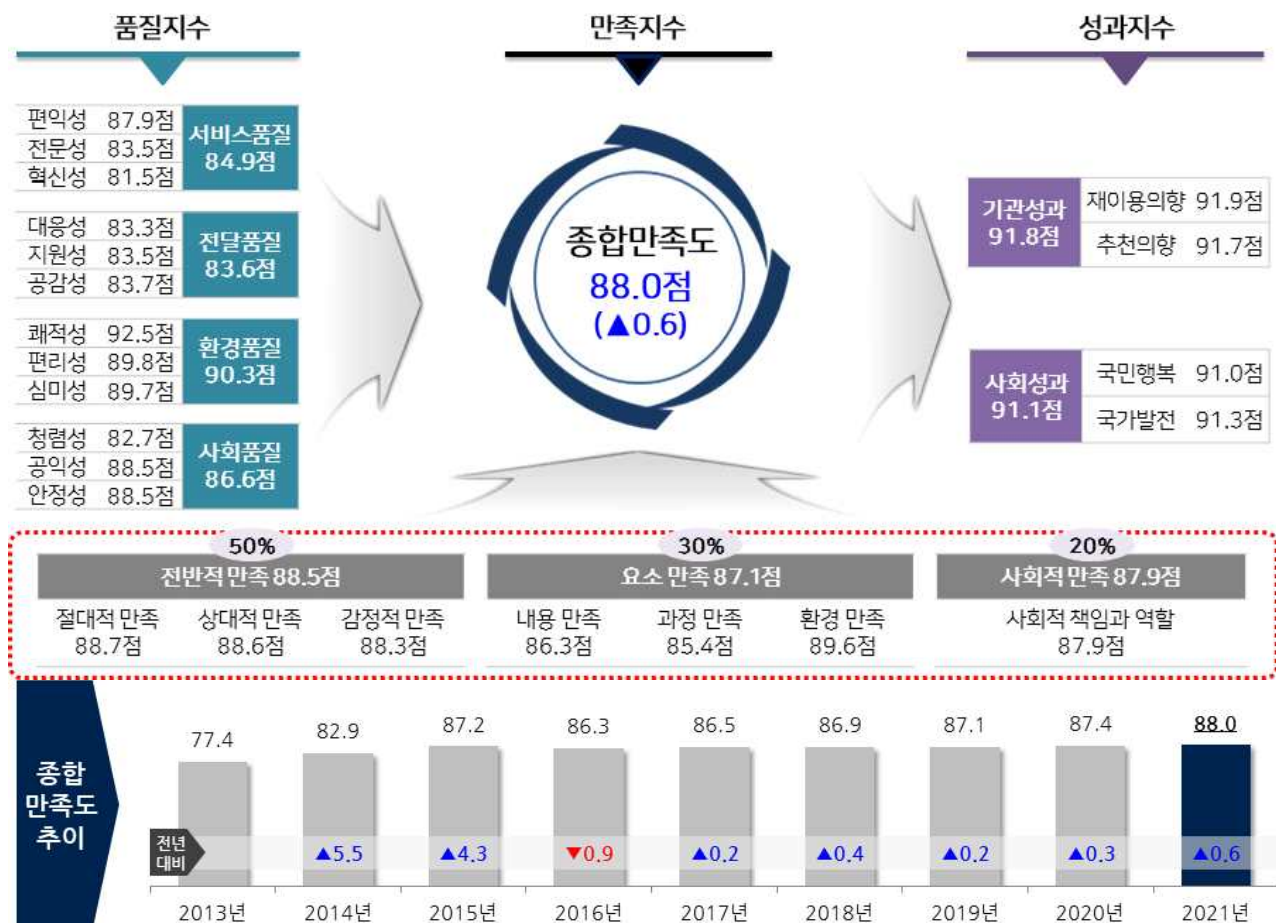 품질지수
만족지수
성과지수
편익성 87.9점
전문성 83.5점
혁신성 81.5점
서비스품질
84.9점
대응성 83.3점
지원성 83.5점
공감성 83.7점
전달품질
83.6점
쾌적성 92.5점
편리성 89.8점
심미성 89.7점
환경품질
90.3점
청렴성 82.7점
공익성 88.5점
안정성 88.5점
사회품질
86.6점
종합만족도
88.0점
(▲0.6)
기관성과
91.8점
재이용의향 91.9점
추천의향 91.7점
사회성과
91.1점
국민행복 91.0점
국가발전 91.3점
50%
전반적 만족 88.5점
절대적 만족 상대적 만족 감정적 만족
88.7점 88.6점 88.3점
30%
요소 만족 87.1점
내용 만족 과정 만족 환경 만족
86.3점 85.4점 89.6점
20%
사회적 만족 87.9점
사회적 책임과 역할
87.9점
종합
만족도
추이
77.4 82.9 87.2 86.3 86.5 86.9 87.1 87.4 88.0
전년
대비
▲5.5 ▲4.3 ▼0.9 ▲0.2 ▲0.4 ▲0.2 ▲0.3 ▲0.6
2013년 2014년 2015년 2016년 2017년 2018년 2019년 2020년 2021년